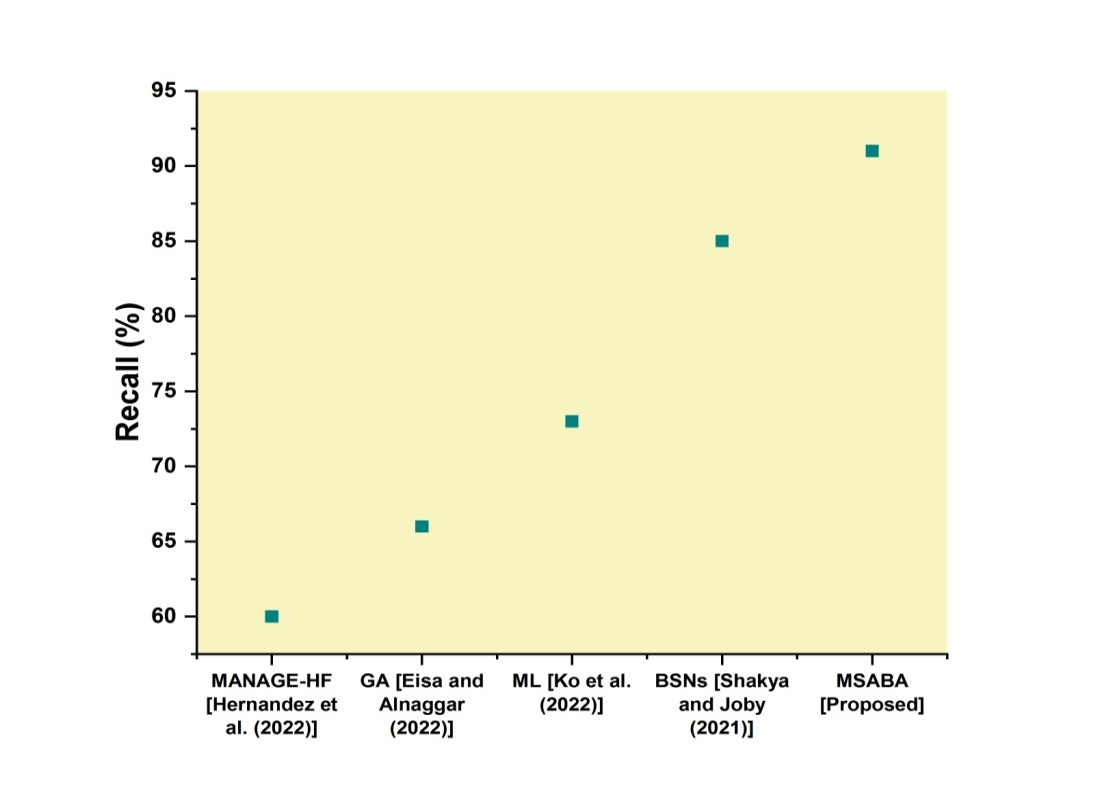 95
90
85
80
75
70
65
60
Recall (%)
MANAGE-HF
[Hernandez et
al. (2022)]
GA [Eisa and
Alnaggar
(2022)]
ML [Ko et al.
(2022)]
BSNs [Shakya
and Joby
(2021)]
MSABA
[Proposed]